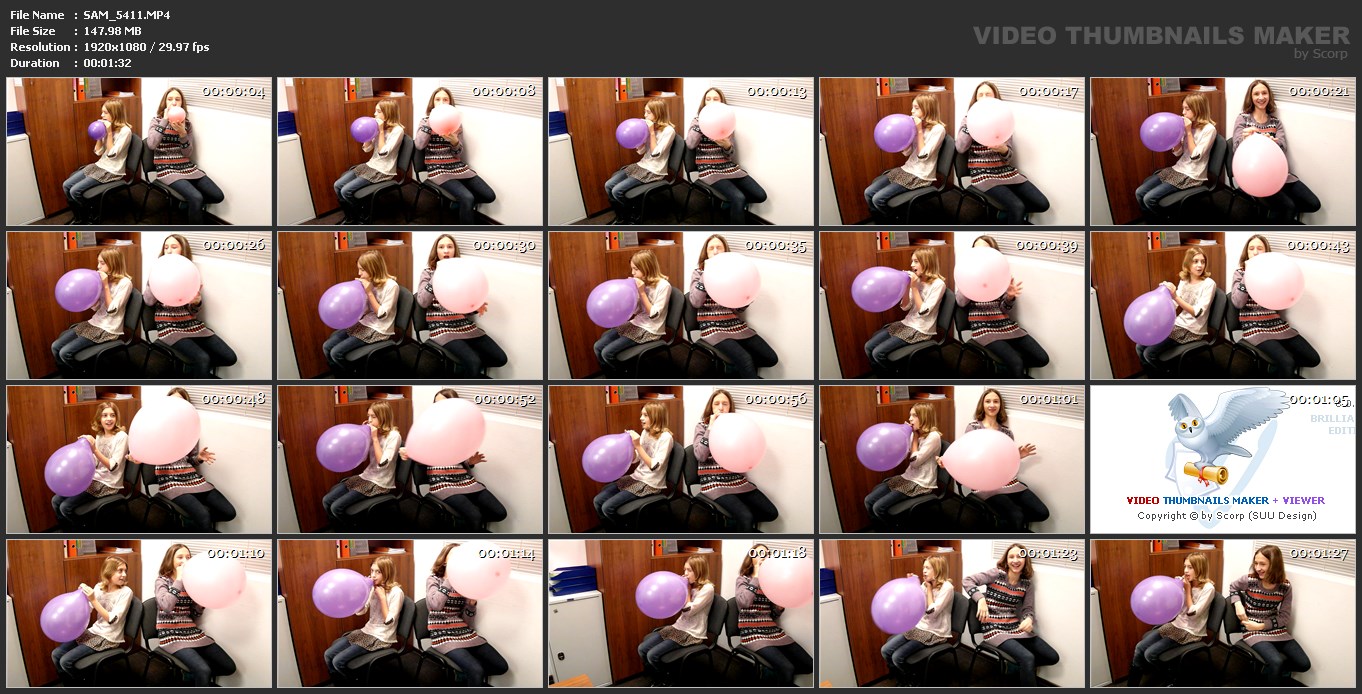 File Name : SAM_5411.MP4
File Size : 147.98 MB
Resolution : 1920x1080 / 29.97 fps
Duration : 00:01:32
VIDEO THUMBNAILS MAKER
by Scorp
00:00:04
00:00:08
00:00:13
00:00:17
00:00:21
00:00:26
00:00:30
00:00:35
00:00:39
00:00:43
00:00:48
00:00:52
00:00:56
00:01:01
00:01:05
BRILLIA
EDIT
VIDEO THUMBNAILS MAKER + VIEWER
Copyright © by Scorp (SUU Design)
00:01:10
00:01:14
00:01:18
00:01:23
00:01:27